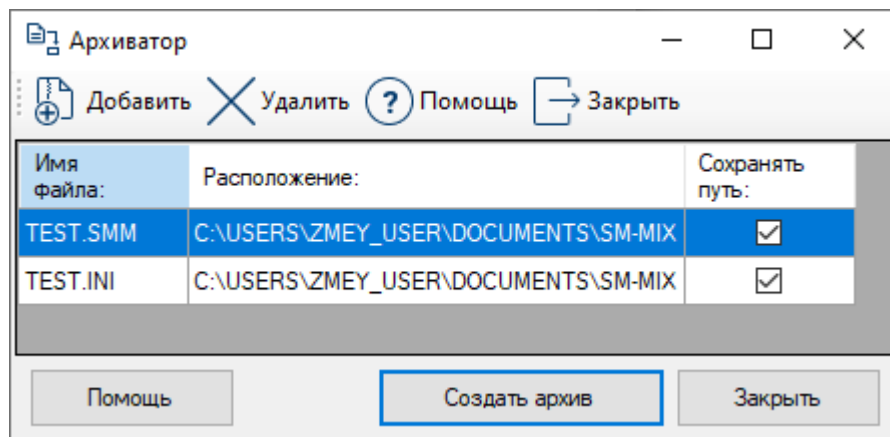 Архиватор
Добавить Удалить ? Помощь Закрыть
Имя файла: Расположение: Сохранять путь:
TEST.SMM C:\USERS\ZMEY_USER\DOCUMENTS\SM-MIX
TEST.INI C:\USERS\ZMEY_USER\DOCUMENTS\SM-MIX
Помощь Создать архив Закрыть